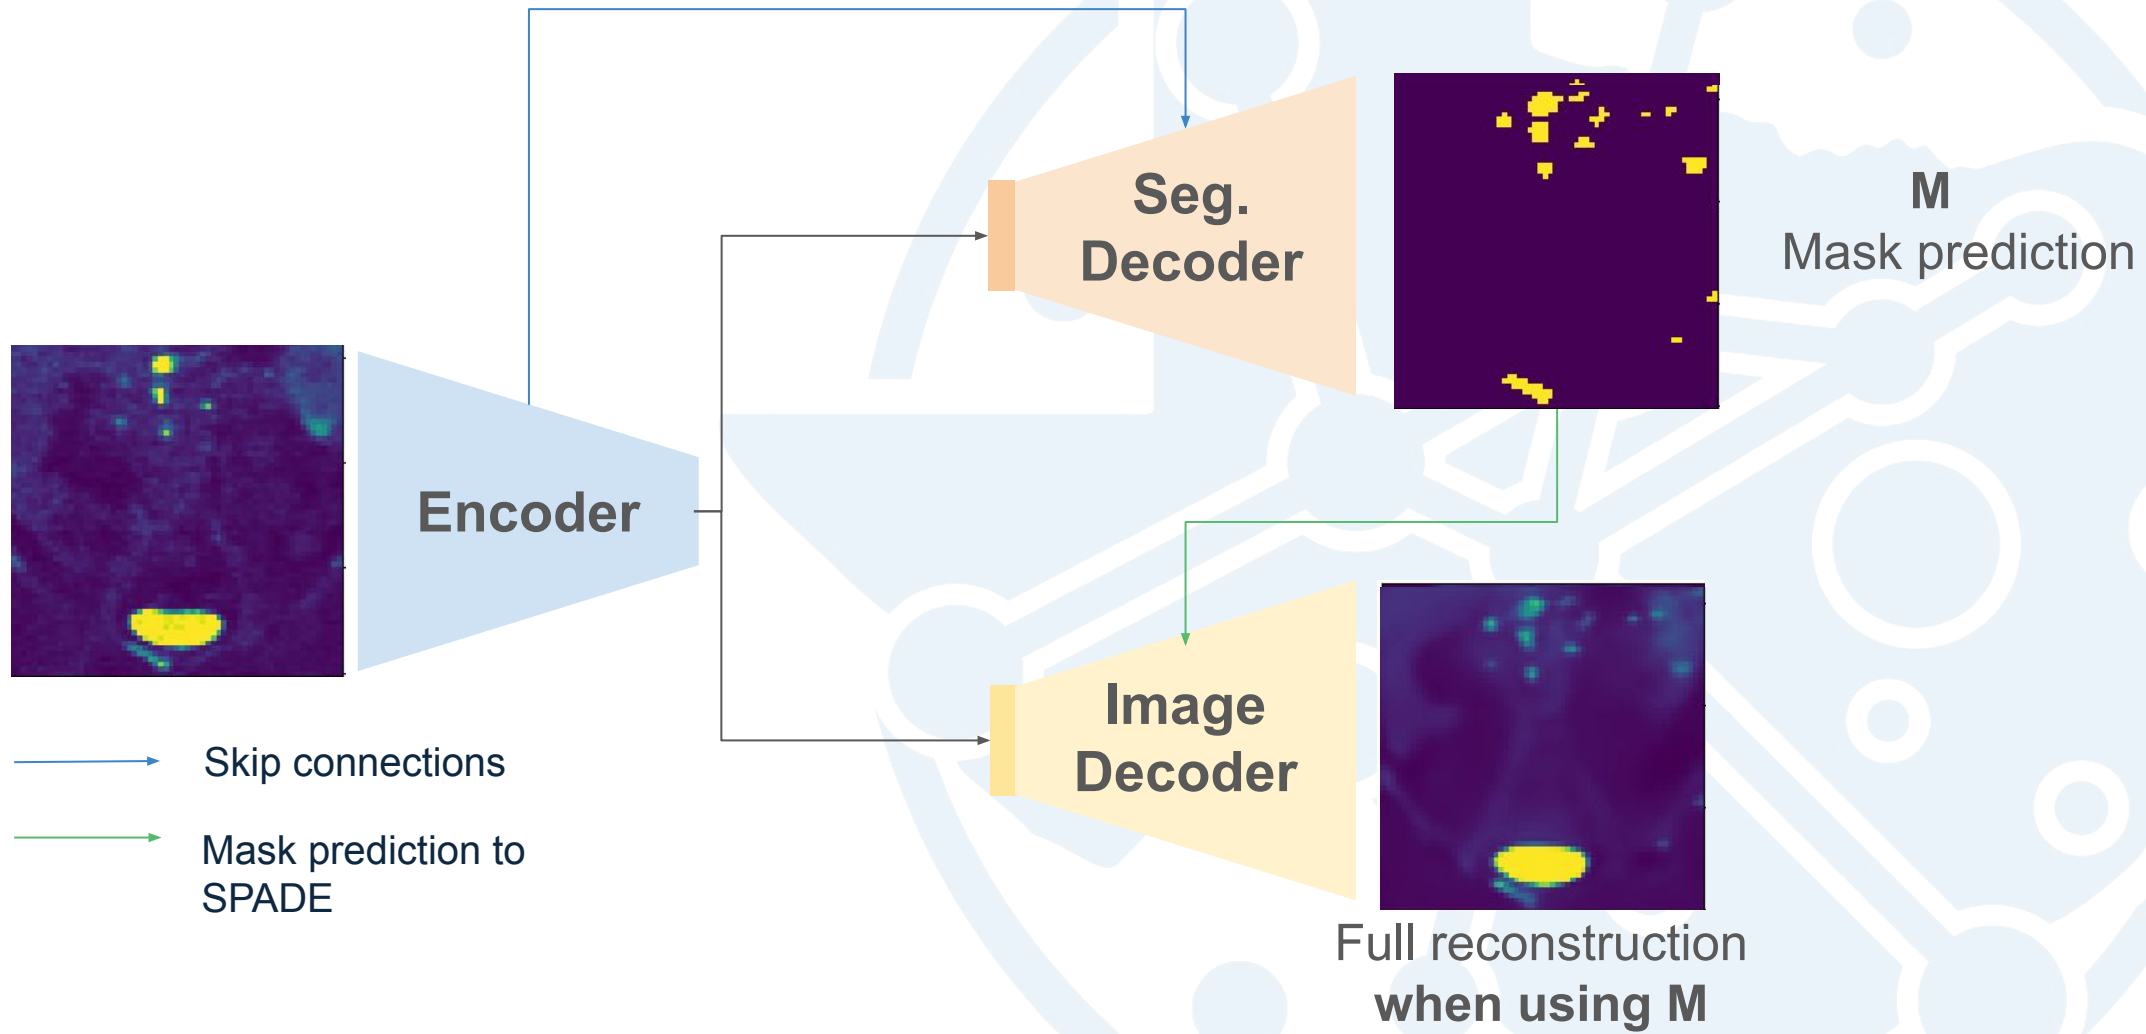 Seg.
Decoder
M
Mask prediction
Encoder
Image
Decoder
Skip connections
Mask prediction to
SPADE
Full reconstruction
when using M